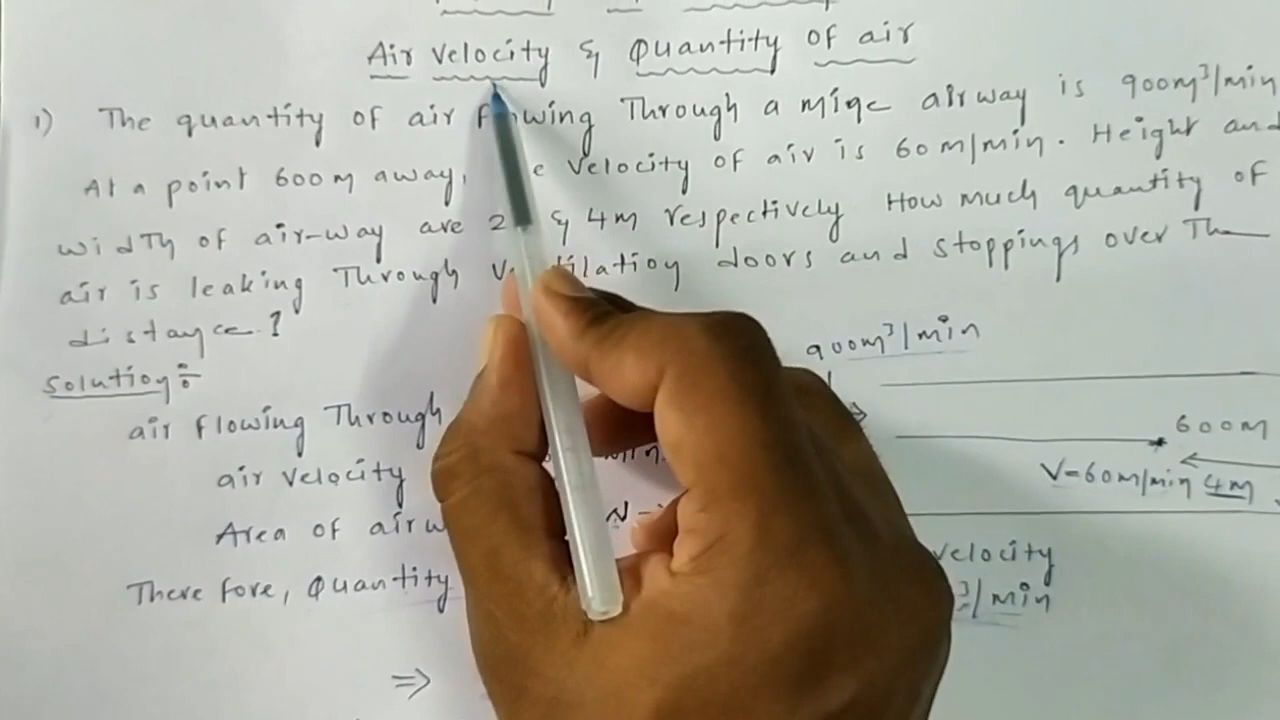 Air Velocity & Quantity of air
1) The quantity of air flowing Through a mine airway is 900m³/min
At a point 600m away, velocity of air is 60m/min. Height and
width of air-way are 2 & 4m respectively How much quantity of
air is leaking Through Ventilation doors and stoppings over The
distance?
Solution÷
900m³/min
air flowing Through
600m
air velocity
V=60m/min 4m
Area of airw
velocity
There fore, Quantity
³/min
⇒